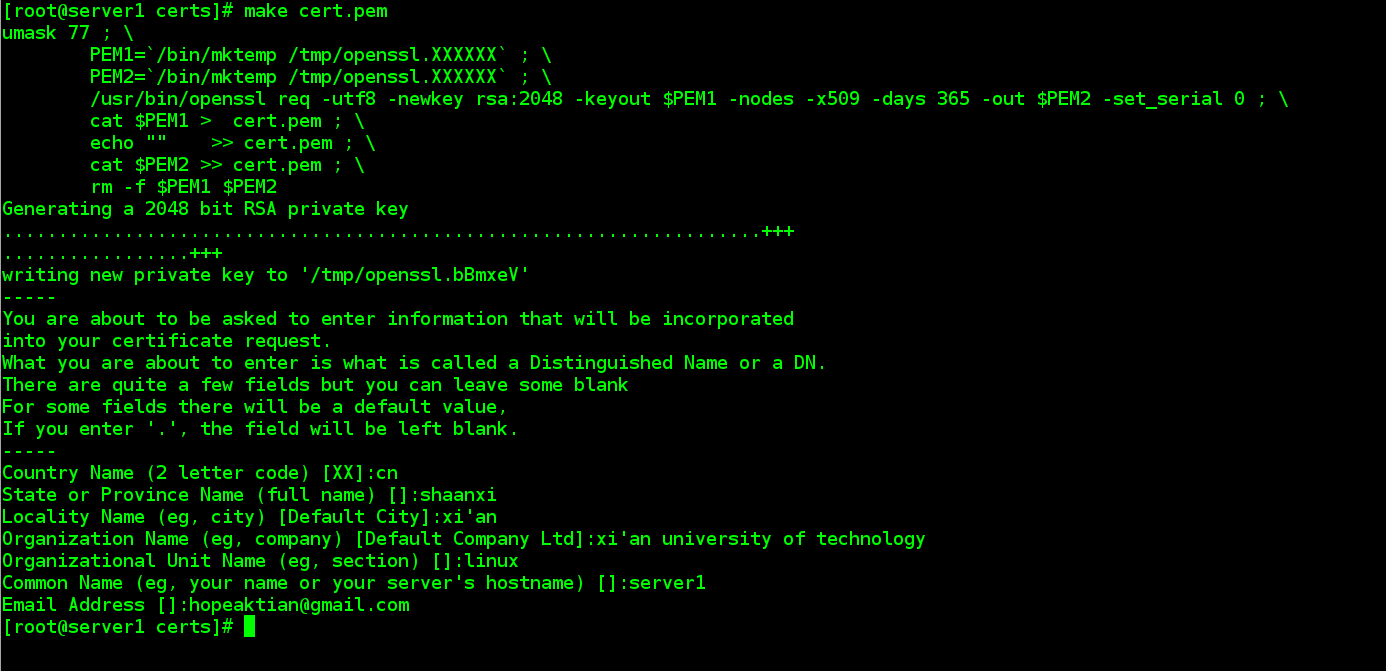 [root@server1 certs]# make cert.pem
umask 77 ; \
        PEM1=`/bin/mktemp /tmp/openssl.XXXXXX` ; \
        PEM2=`/bin/mktemp /tmp/openssl.XXXXXX` ; \
        /usr/bin/openssl req -utf8 -newkey rsa:2048 -keyout $PEM1 -nodes -x509 -days 365 -out $PEM2 -set_serial 0 ; \
        cat $PEM1 >  cert.pem ; \
        echo ""    >> cert.pem ; \
        cat $PEM2 >> cert.pem ; \
        rm -f $PEM1 $PEM2
Generating a 2048 bit RSA private key
.....................................................................+++
.................+++
writing new private key to '/tmp/openssl.bBmxeV'
-----
You are about to be asked to enter information that will be incorporated
into your certificate request.
What you are about to enter is what is called a Distinguished Name or a DN.
There are quite a few fields but you can leave some blank
For some fields there will be a default value,
If you enter '.', the field will be left blank.
-----
Country Name (2 letter code) [XX]:cn
State or Province Name (full name) []:shaanxi
Locality Name (eg, city) [Default City]:xi'an
Organization Name (eg, company) [Default Company Ltd]:xi'an university of technology
Organizational Unit Name (eg, section) []:linux
Common Name (eg, your name or your server's hostname) []:server1
Email Address []:hopeaktian@gmail.com
[root@server1 certs]#